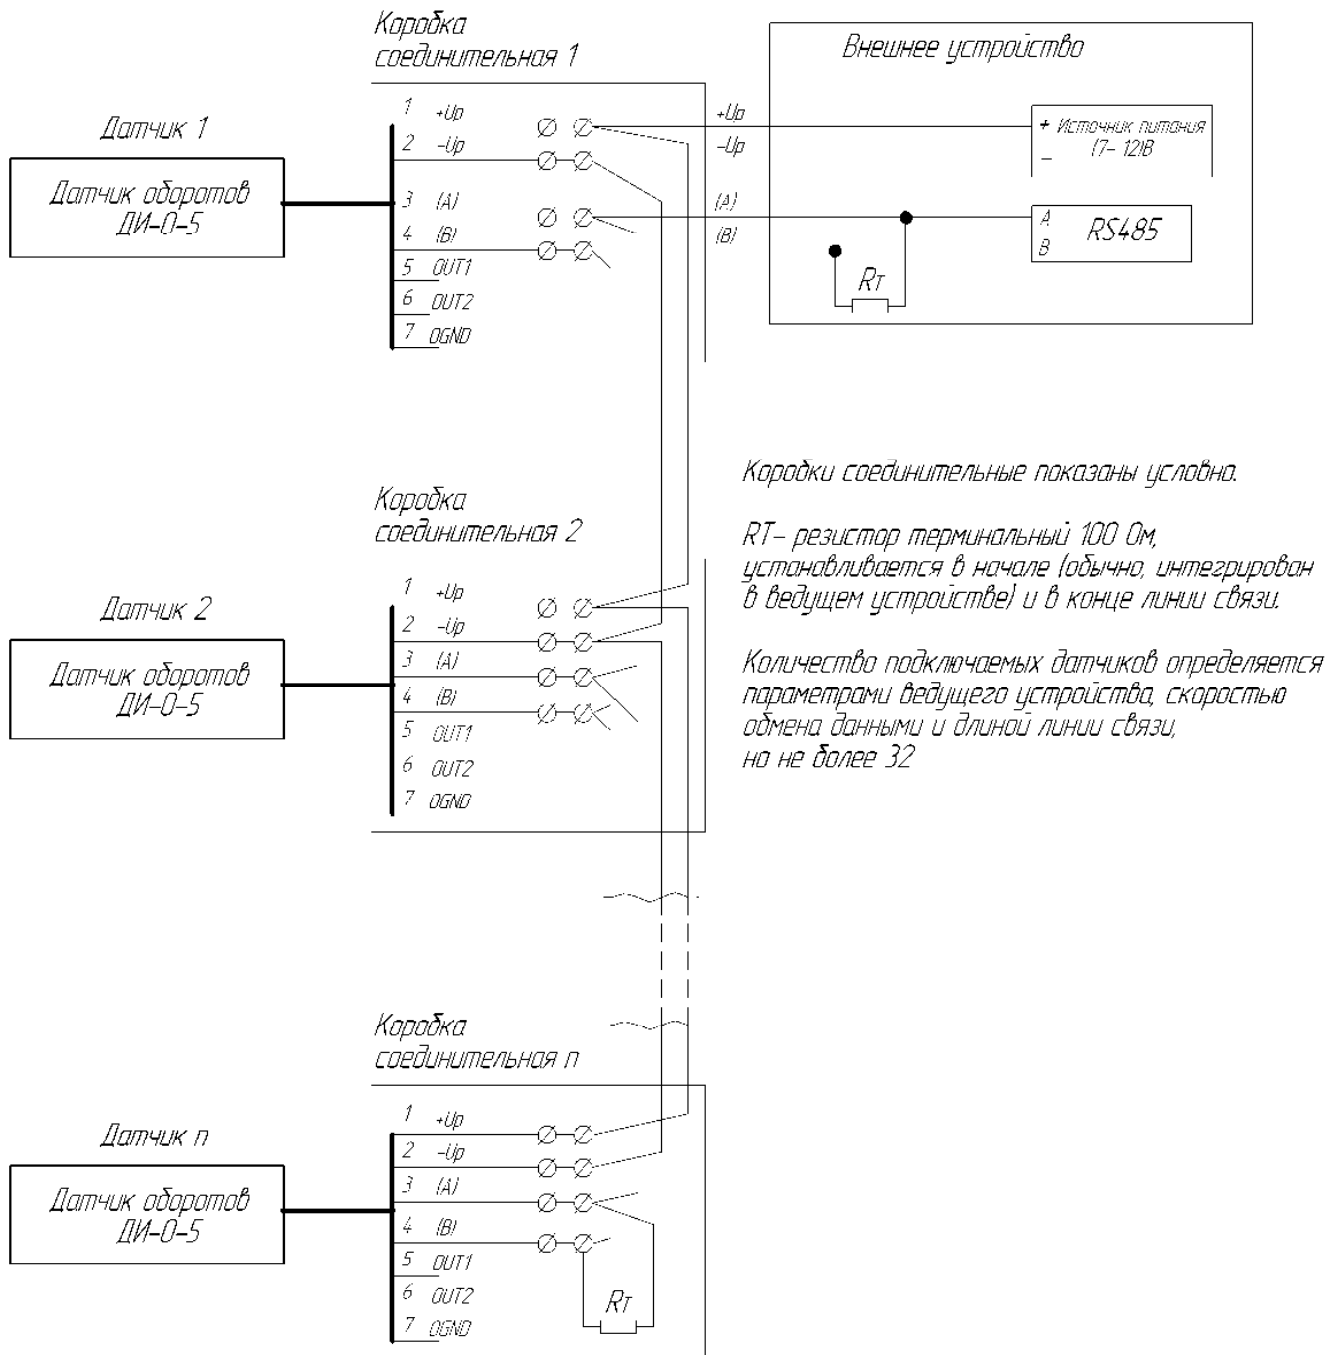 Коробка
соединительная 1
Внешнее устройство
Датчик 1
Датчик оборотов
ДИ-О-5
1 +Up
2 -Up
3 (A)
4 (B)
5 OUT1
6 OUT2
7 OGND
+Up
-Up
(A)
(B)
+ Источник питания
- (7- 12)В
A
B
RS485
Rт
Коробка
соединительная 2
Датчик 2
Датчик оборотов
ДИ-О-5
1 +Up
2 -Up
3 (A)
4 (B)
5 OUT1
6 OUT2
7 OGND
Коробки соединительные показаны условно.
RT- резистор терминальный 100 Ом,
устанавливается в начале (обычно, интегрирован
в ведущем устройстве) и в конце линии связи.
Количество подключаемых датчиков определяется
параметрами ведущего устройства, скоростью
обмена данными и длиной линии связи,
но не более 32
Коробка
соединительная n
Датчик n
Датчик оборотов
ДИ-О-5
1 +Up
2 -Up
3 (A)
4 (B)
5 OUT1
6 OUT2
7 OGND
Rт